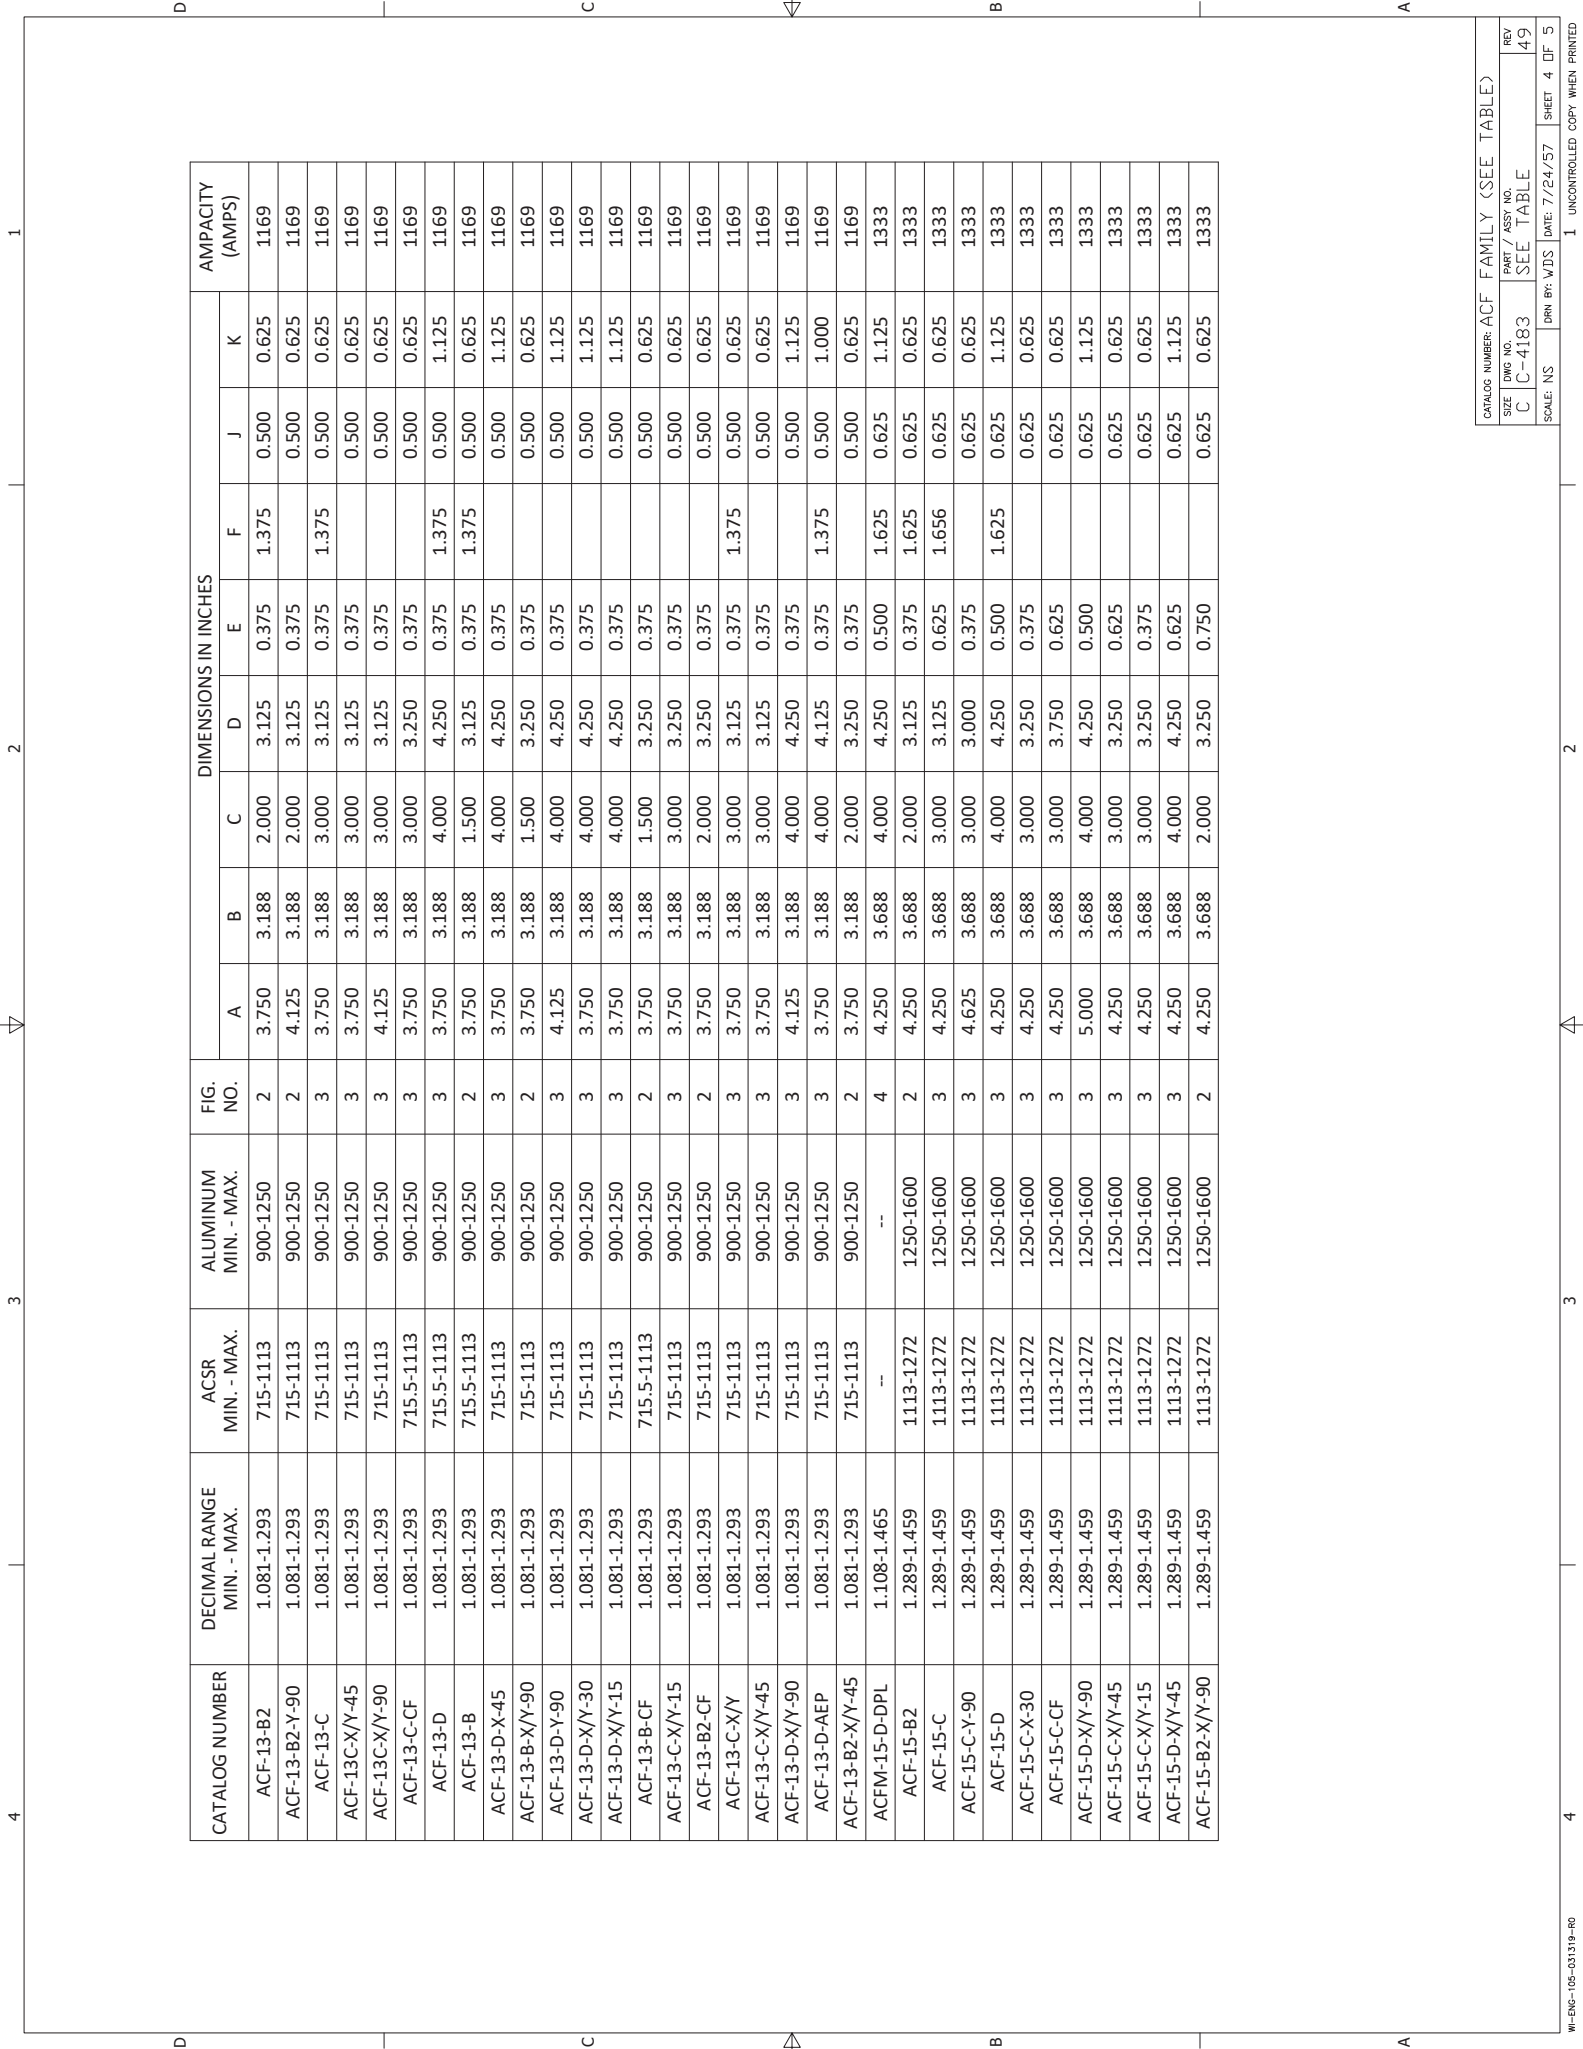 4 3 2 1
D
C
B
A
CATALOG NUMBER DECIMAL RANGE MIN. - MAX. ACSR MIN. - MAX. ALUMINUM MIN. - MAX. FIG. NO. DIMENSIONS IN INCHES AMPACITY (AMPS)
A B C D E F J K
ACF-13-B2 1.081-1.293 715-1113 900-1250 2 3.750 3.188 2.000 3.125 0.375 1.375 0.500 0.625 1169
ACF-13-B2-Y-90 1.081-1.293 715-1113 900-1250 2 4.125 3.188 2.000 3.125 0.375 0.500 0.625 1169
ACF-13-C 1.081-1.293 715-1113 900-1250 3 3.750 3.188 3.000 3.125 0.375 1.375 0.500 0.625 1169
ACF-13C-X/Y-45 1.081-1.293 715-1113 900-1250 3 3.750 3.188 3.000 3.125 0.375 0.500 0.625 1169
ACF-13C-X/Y-90 1.081-1.293 715-1113 900-1250 3 4.125 3.188 3.000 3.125 0.375 0.500 0.625 1169
ACF-13-C-CF 1.081-1.293 715.5-1113 900-1250 3 3.750 3.188 3.000 3.250 0.375 0.500 0.625 1169
ACF-13-D 1.081-1.293 715.5-1113 900-1250 3 3.750 3.188 4.000 4.250 0.375 1.375 0.500 1.125 1169
ACF-13-B 1.081-1.293 715.5-1113 900-1250 2 3.750 3.188 1.500 3.125 0.375 1.375 0.500 0.625 1169
ACF-13-D-X-45 1.081-1.293 715-1113 900-1250 3 3.750 3.188 4.000 4.250 0.375 0.500 1.125 1169
ACF-13-B-X/Y-90 1.081-1.293 715-1113 900-1250 2 3.750 3.188 1.500 3.250 0.375 0.500 0.625 1169
ACF-13-D-Y-90 1.081-1.293 715-1113 900-1250 3 4.125 3.188 4.000 4.250 0.375 0.500 1.125 1169
ACF-13-D-X/Y-30 1.081-1.293 715-1113 900-1250 3 3.750 3.188 4.000 4.250 0.375 0.500 1.125 1169
ACF-13-D-X/Y-15 1.081-1.293 715-1113 900-1250 3 3.750 3.188 4.000 4.250 0.375 0.500 1.125 1169
ACF-13-B-CF 1.081-1.293 715.5-1113 900-1250 2 3.750 3.188 1.500 3.250 0.375 0.500 0.625 1169
ACF-13-C-X/Y-15 1.081-1.293 715-1113 900-1250 3 3.750 3.188 3.000 3.250 0.375 0.500 0.625 1169
ACF-13-B2-CF 1.081-1.293 715-1113 900-1250 2 3.750 3.188 2.000 3.250 0.375 0.500 0.625 1169
ACF-13-C-X/Y 1.081-1.293 715-1113 900-1250 3 3.750 3.188 3.000 3.125 0.375 1.375 0.500 0.625 1169
ACF-13-C-X/Y-45 1.081-1.293 715-1113 900-1250 3 3.750 3.188 3.000 3.125 0.375 0.500 0.625 1169
ACF-13-D-X/Y-90 1.081-1.293 715-1113 900-1250 3 4.125 3.188 4.000 4.250 0.375 0.500 1.125 1169
ACF-13-D-AEP 1.081-1.293 715-1113 900-1250 3 3.750 3.188 4.000 4.125 0.375 1.375 0.500 1.000 1169
ACF-13-B2-X/Y-45 1.081-1.293 715-1113 900-1250 2 3.750 3.188 2.000 3.250 0.375 0.500 0.625 1169
ACFM-15-D-DPL 1.108-1.465 -- -- 4 4.250 3.688 4.000 4.250 0.500 1.625 0.625 1.125 1333
ACF-15-B2 1.289-1.459 1113-1272 1250-1600 2 4.250 3.688 2.000 3.125 0.375 1.625 0.625 0.625 1333
ACF-15-C 1.289-1.459 1113-1272 1250-1600 3 4.250 3.688 3.000 3.125 0.625 1.656 0.625 0.625 1333
ACF-15-C-Y-90 1.289-1.459 1113-1272 1250-1600 3 4.625 3.688 3.000 3.000 0.375 0.625 0.625 1333
ACF-15-D 1.289-1.459 1113-1272 1250-1600 3 4.250 3.688 4.000 4.250 0.500 1.625 0.625 1.125 1333
ACF-15-C-X-30 1.289-1.459 1113-1272 1250-1600 3 4.250 3.688 3.000 3.250 0.375 0.625 0.625 1333
ACF-15-C-CF 1.289-1.459 1113-1272 1250-1600 3 4.250 3.688 3.000 3.750 0.625 0.625 0.625 1333
ACF-15-D-X/Y-90 1.289-1.459 1113-1272 1250-1600 3 5.000 3.688 4.000 4.250 0.500 0.625 1.125 1333
ACF-15-C-X/Y-45 1.289-1.459 1113-1272 1250-1600 3 4.250 3.688 3.000 3.250 0.625 0.625 0.625 1333
ACF-15-C-X/Y-15 1.289-1.459 1113-1272 1250-1600 3 4.250 3.688 3.000 3.250 0.375 0.625 0.625 1333
ACF-15-D-X/Y-45 1.289-1.459 1113-1272 1250-1600 3 4.250 3.688 4.000 4.250 0.625 0.625 1.125 1333
ACF-15-B2-X/Y-90 1.289-1.459 1113-1272 1250-1600 2 4.250 3.688 2.000 3.250 0.750 0.625 0.625 1333
D
C
B
A
CATALOG NUMBER: ACF FAMILY (SEE TABLE)
SIZE DWG NO. PART / ASSY NO. REV
C C-4183 SEE TABLE 49
SCALE: NS DRN BY: WDS DATE: 7/24/57 SHEET 4 OF 5
4 3 2 1
WI-ENG-105-031319-R0 UNCONTROLLED COPY WHEN PRINTED